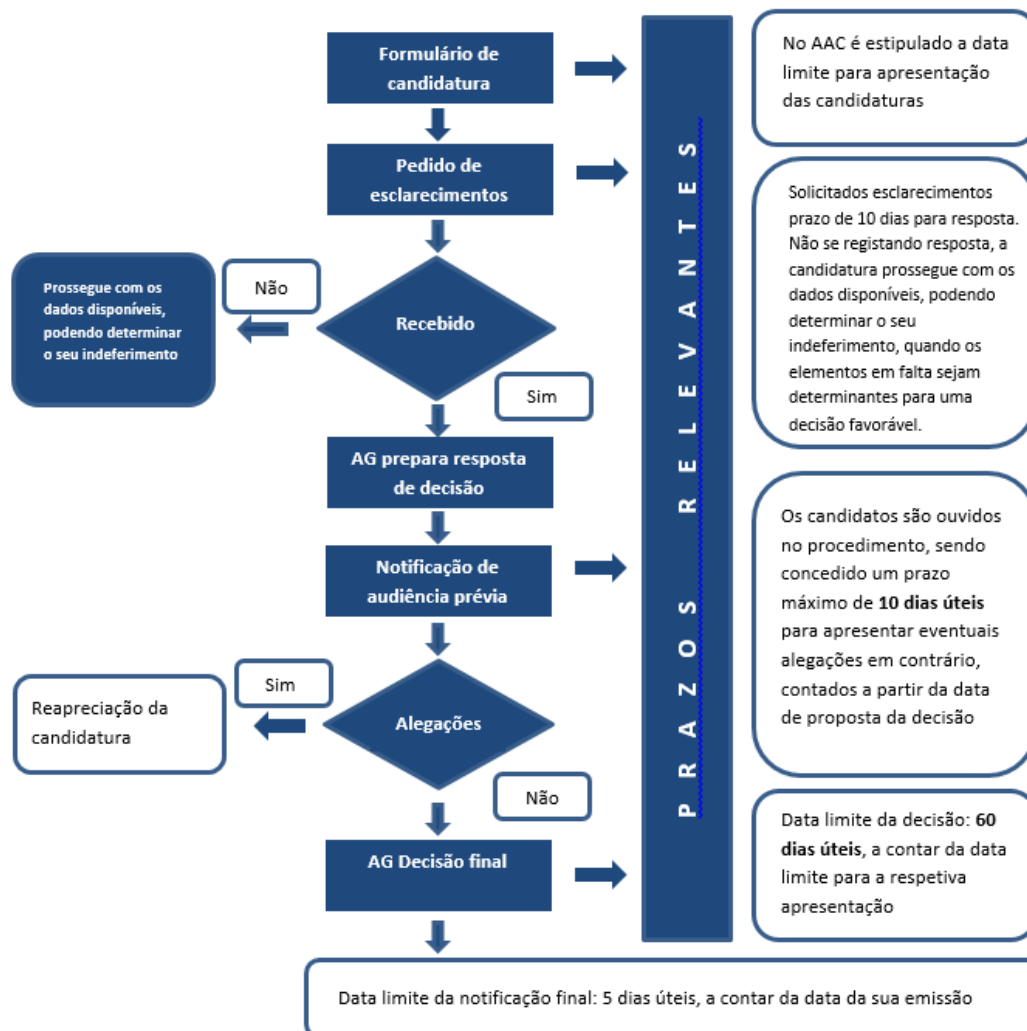 Formulário de
candidatura
No AAC é estipulado a data
limite para apresentação
das candidaturas
Pedido de
esclarecimentos
Solicitados esclarecimentos
prazo de 10 dias para resposta.
Não se registando resposta, a
candidatura prossegue com os
dados disponíveis, podendo
determinar o seu
indeferimento, quando os
elementos em falta sejam
determinantes para uma
decisão favorável.
Recebido
Não
Prossegue com os
dados disponíveis,
podendo determinar
o seu indeferimento
Sim
AG prepara resposta
de decisão
Notificação de
audiência prévia
Os candidatos são ouvidos
no procedimento, sendo
concedido um prazo
máximo de 10 dias úteis
para apresentar eventuais
alegações em contrário,
contados a partir da data
de proposta da decisão
Alegações
Sim
Reapreciação da
candidatura
Não
AG Decisão final
Data limite da decisão: 60
dias úteis, a contar da data
limite para a respetiva
apresentação
PRAZOS RELEVANTES
Data limite da notificação final: 5 dias úteis, a contar da data da sua emissão